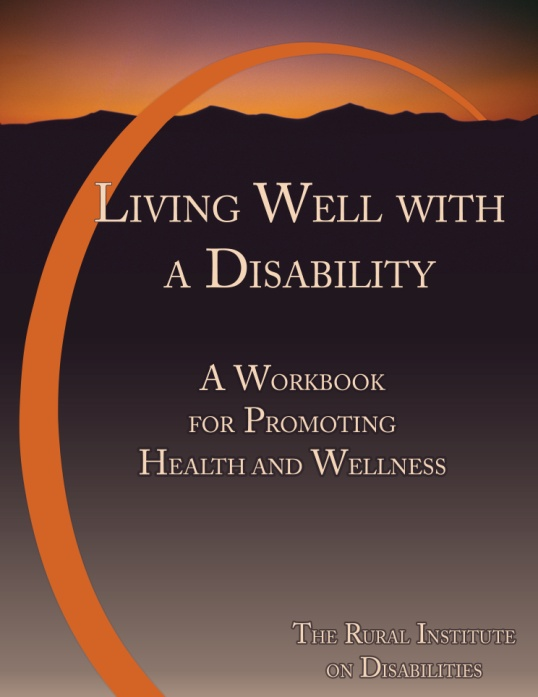 Living Well with
a Disability
A Workbook
for Promoting
Health and Wellness
The Rural Institute
on Disabilities